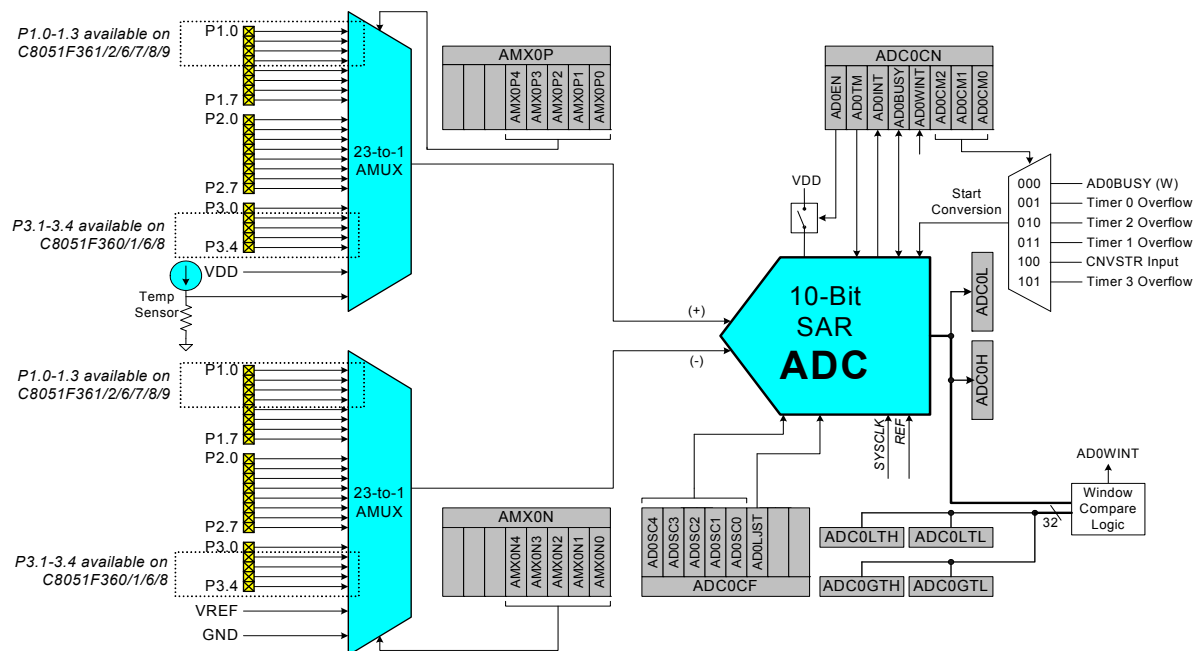 P1.0-1.3 available on
C8051F361/2/6/7/8/9
P1.0
P1.7
P2.0
P2.7
P3.0
P3.1-3.4 available on
C8051F360/1/6/8
P3.4
VDD
Temp
Sensor
23-to-1
AMUX
AMX0P
AMX0P4
AMX0P3
AMX0P2
AMX0P1
AMX0P0
ADC0CN
AD0EN
AD0TM
AD0INT
AD0BUSY
AD0WINT
AD0CM2
AD0CM1
AD0CM0
VDD
Start
Conversion
000
AD0BUSY (W)
001
Timer 0 Overflow
010
Timer 2 Overflow
011
Timer 1 Overflow
100
CNVSTR Input
101
Timer 3 Overflow
(+)
(-)
10-Bit
SAR
ADC
ADC0L
ADC0H
SYSCLK
REF
P1.0-1.3 available on
C8051F361/2/6/7/8/9
P1.0
P1.7
P2.0
P2.7
P3.0
P3.1-3.4 available on
C8051F360/1/6/8
P3.4
VREF
GND
23-to-1
AMUX
AMX0N
AMX0N4
AMX0N3
AMX0N2
AMX0N1
AMX0N0
AD0SC4
AD0SC3
AD0SC2
AD0SC1
AD0SC0
AD0LJST
ADC0CF
AD0WINT
Window
Compare
Logic
32
ADC0LTH
ADC0LTL
ADC0GTH
ADC0GTL